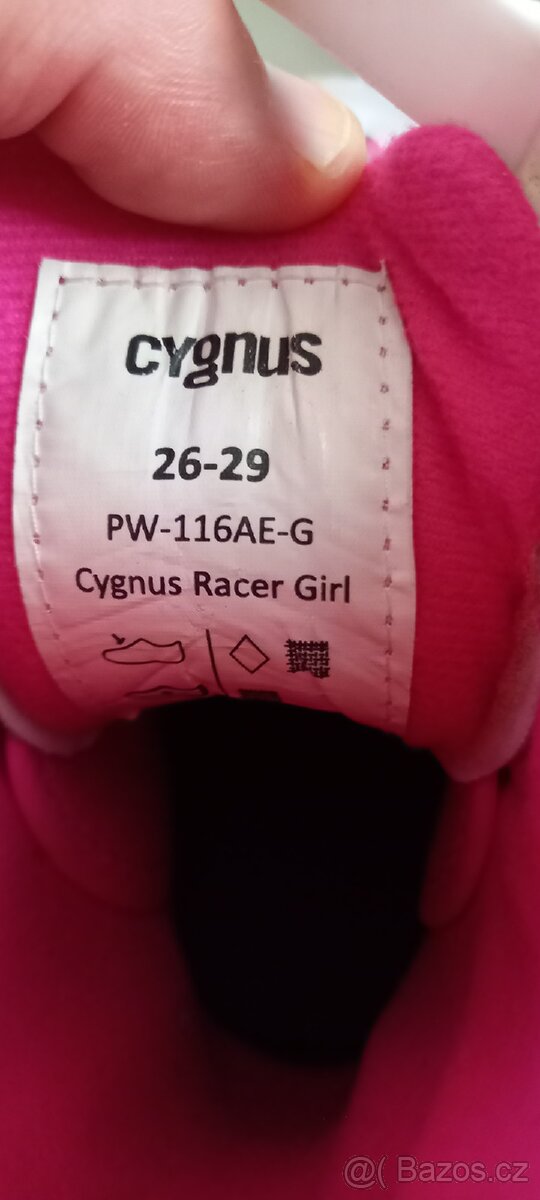 cygnus
26-29
PW-116AE-G
Cygnus Racer Girl
@( Bazos.cz